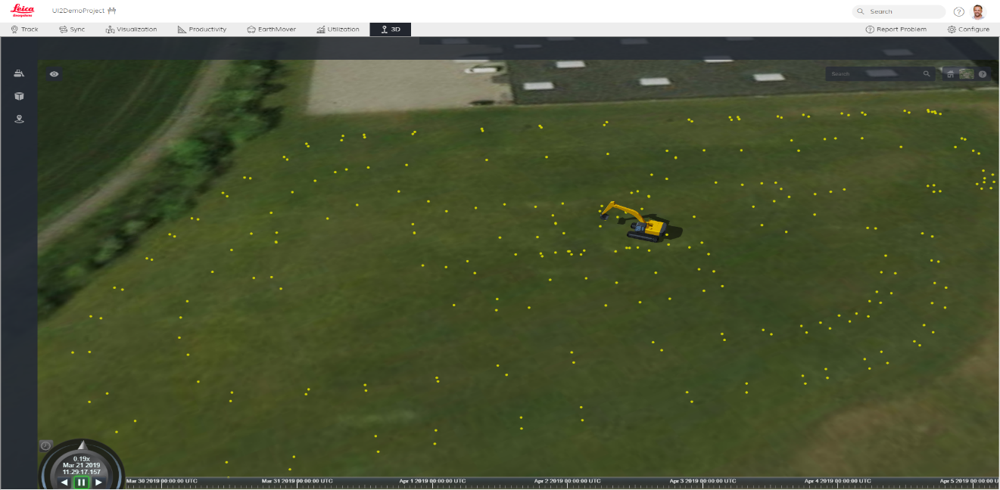 Leica
Geosystems
UI2DemoProject
Search
?
Track
Sync
Visualization
Productivity
EarthMover
Utilization
3D
? Report Problem
Configure
Search
?
0.19x
Mar 21 2019
11:29:17.157
Mar 30 2019 00:00:00 UTC
Mar 31 2019 00:00:00 UTC
Apr 1 2019 00:00:00 UTC
Apr 2 2019 00:00:00 UTC
Apr 3 2019 00:00:00 UTC
Apr 4 2019 00:00:00 UTC
Apr 5 2019 00:00:00 U